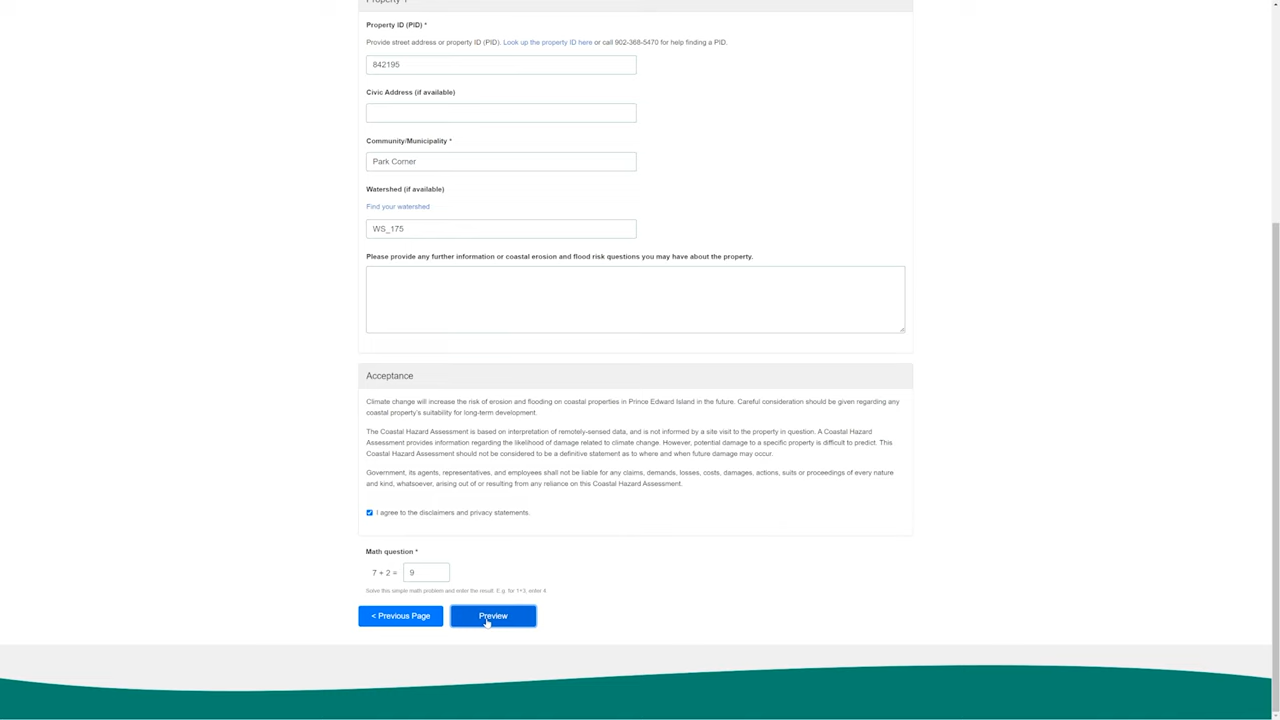 Property 1
Property ID (PID) *
Provide street address or property ID (PID). Look up the property ID here or call 902-368-5470 for help finding a PID.
842195
Civic Address (if available)
Community/Municipality *
Park Corner
Watershed (if available)
Find your watershed
WS_175
Please provide any further information or coastal erosion and flood risk questions you may have about the property.
Acceptance
Climate change will increase the risk of erosion and flooding on coastal properties in Prince Edward Island in the future. Careful consideration should be given regarding any
coastal property's suitability for long-term development.
The Coastal Hazard Assessment is based on interpretation of remotely-sensed data, and is not informed by a site visit to the property in question. A Coastal Hazard
Assessment provides information regarding the likelihood of damage related to climate change. However, potential damage to a specific property is difficult to predict. This
Coastal Hazard Assessment should not be considered to be a definitive statement as to where and when future damage may occur.
Government, its agents, representatives, and employees shall not be liable for any claims, demands, losses, costs, damages, actions, suits or proceedings of every nature
and kind, whatsoever, arising out of or resulting from any reliance on this Coastal Hazard Assessment.
I agree to the disclaimers and privacy statements.
Math question *
7 + 2 = 9
Solve this simple math problem and enter the result. E.g. for 1+3, enter 4
< Previous Page Preview